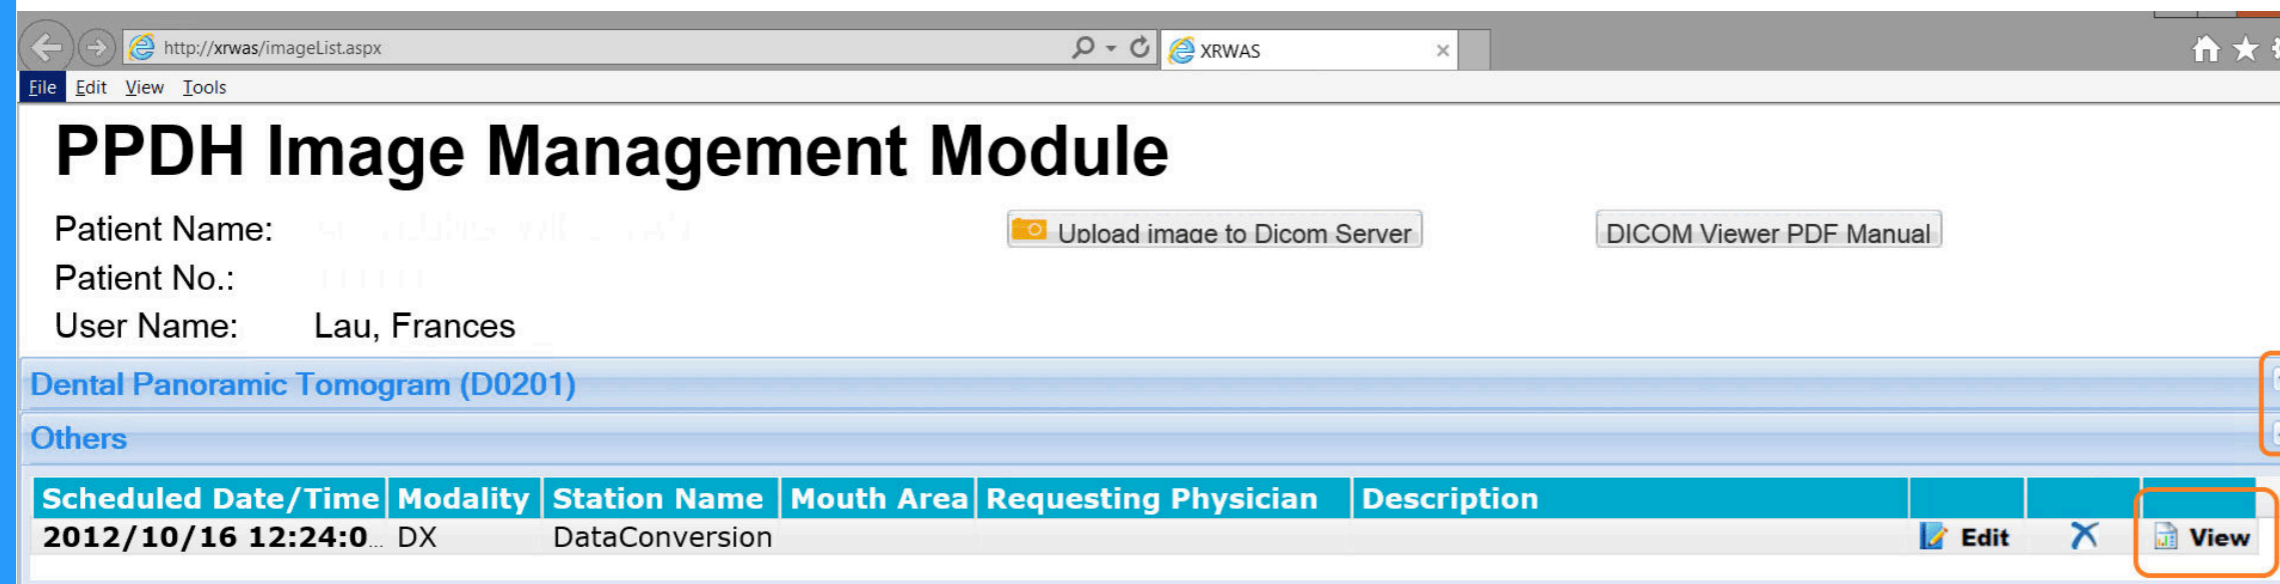 http://xrwas/imageList.aspx XRWAS
File Edit View Tools
PPDH Image Management Module
Patient Name: Upload image to Dicom Server DICOM Viewer PDF Manual
Patient No.:
User Name: Lau, Frances
Dental Panoramic Tomogram (D0201)
Others
Scheduled Date/Time Modality Station Name Mouth Area Requesting Physician Description
2012/10/16 12:24:0... DX DataConversion Edit View